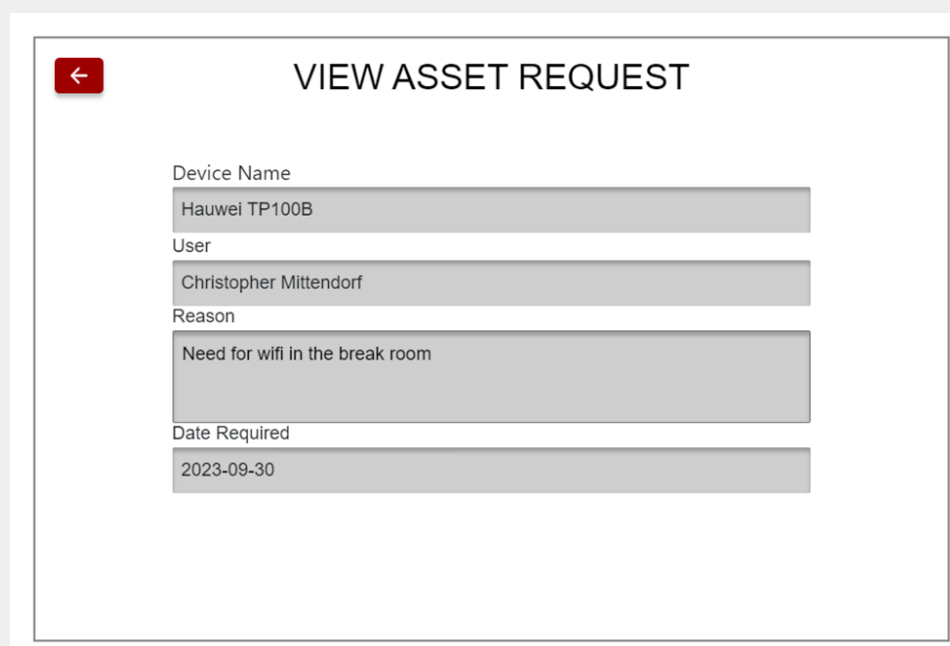 VIEW ASSET REQUEST
Device Name
Hauwei TP100B
User
Christopher Mittendorf
Reason
Need for wifi in the break room
Date Required
2023-09-30